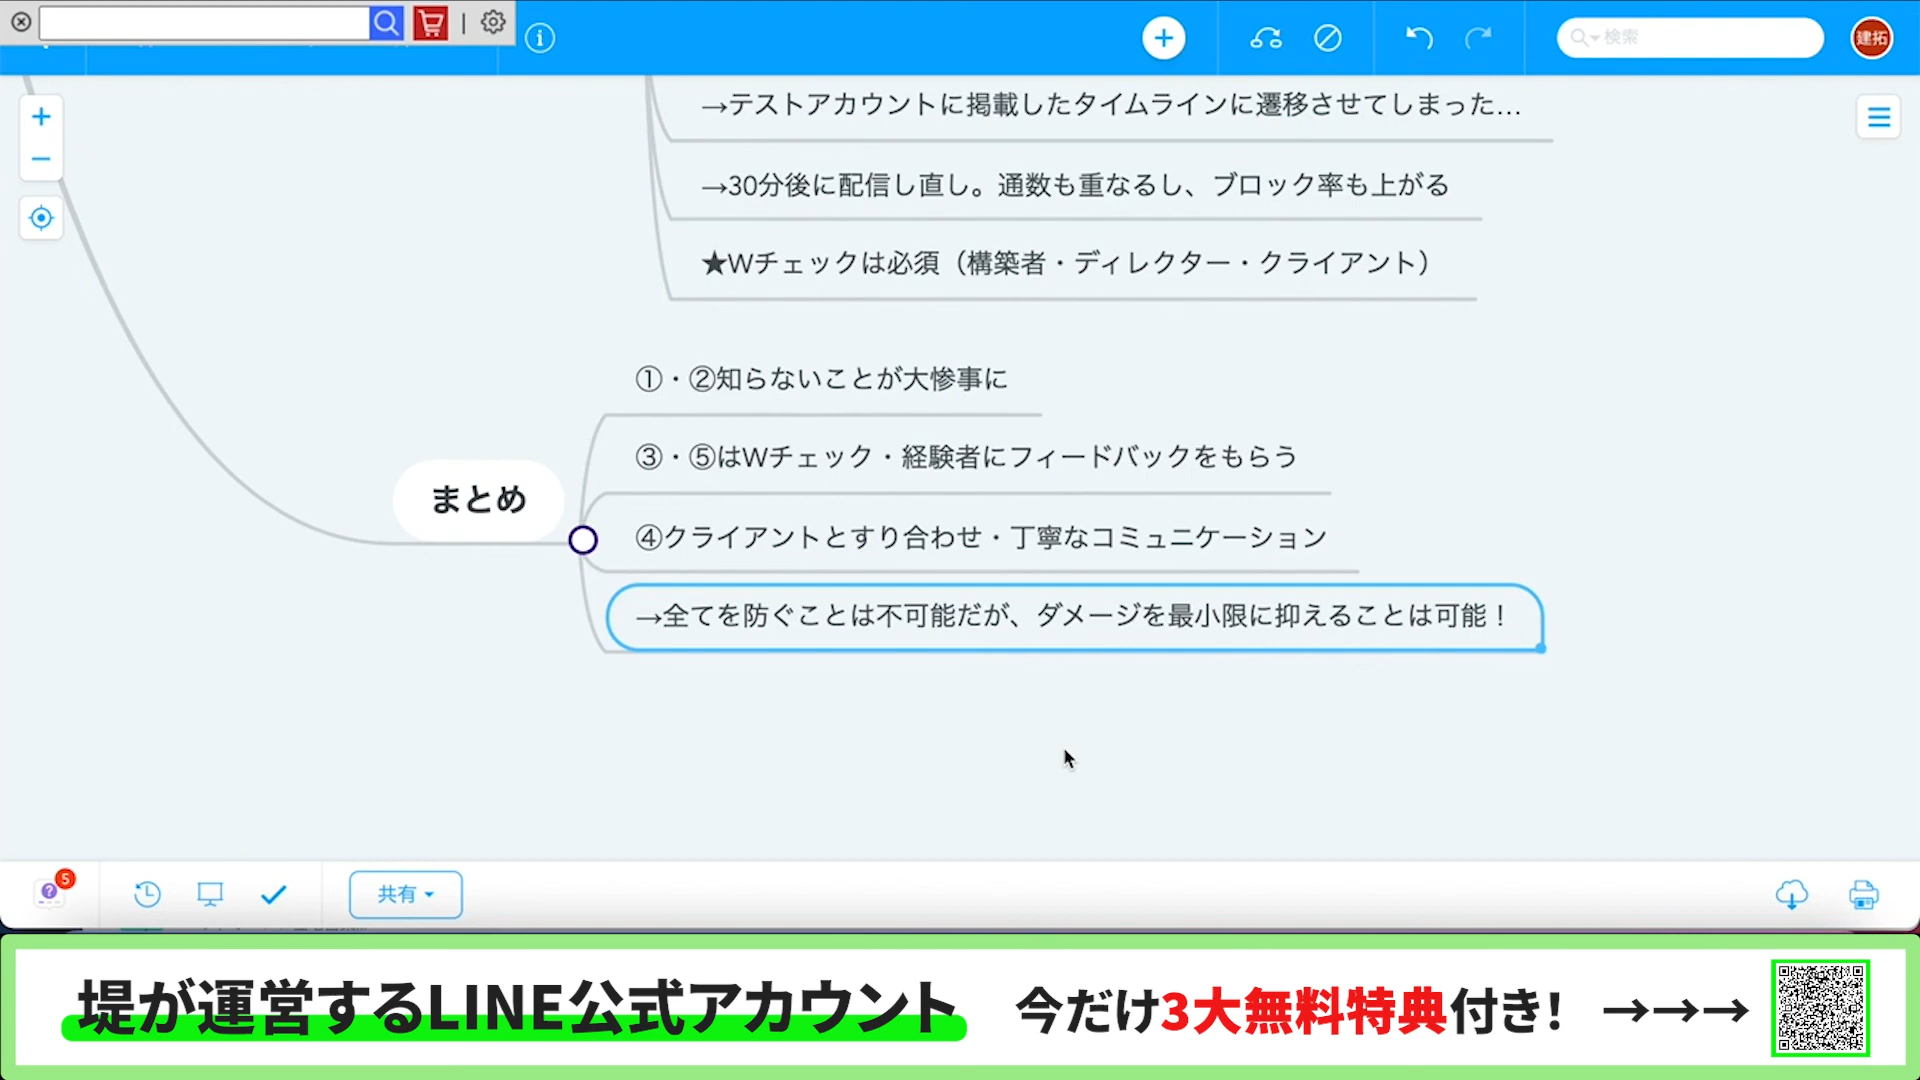 検索
建拓
→テストアカウントに掲載したタイムラインに遷移させてしまった…
→30分後に配信し直し。通数も重なるし、ブロック率も上がる
★Wチェックは必須（構築者・ディレクター・クライアント）
①・②知らないことが大惨事に
③・⑤はWチェック・経験者にフィードバックをもらう
まとめ
④クライアントとすり合わせ・丁寧なコミュニケーション
→全てを防ぐことは不可能だが、ダメージを最小限に抑えることは可能！
5
共有
堤が運営するLINE公式アカウント 今だけ3大無料特典付き! →→→